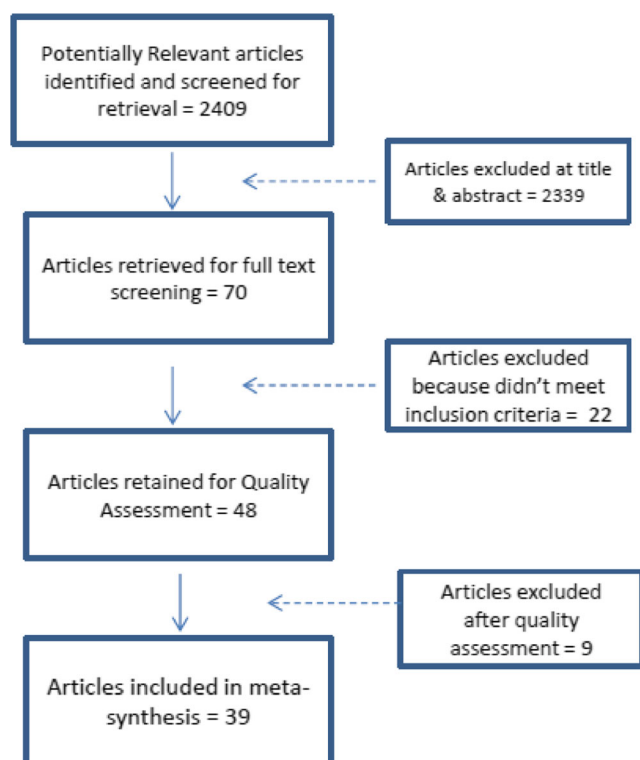 Potentially Relevant articles
identified and screened for
retrieval = 2409
Articles excluded at title
& abstract = 2339
Articles retrieved for full text
screening = 70
Articles excluded
because didn't meet
inclusion criteria = 22
Articles retained for Quality
Assessment = 48
Articles excluded
after quality
assessment = 9
Articles included in meta-
synthesis = 39